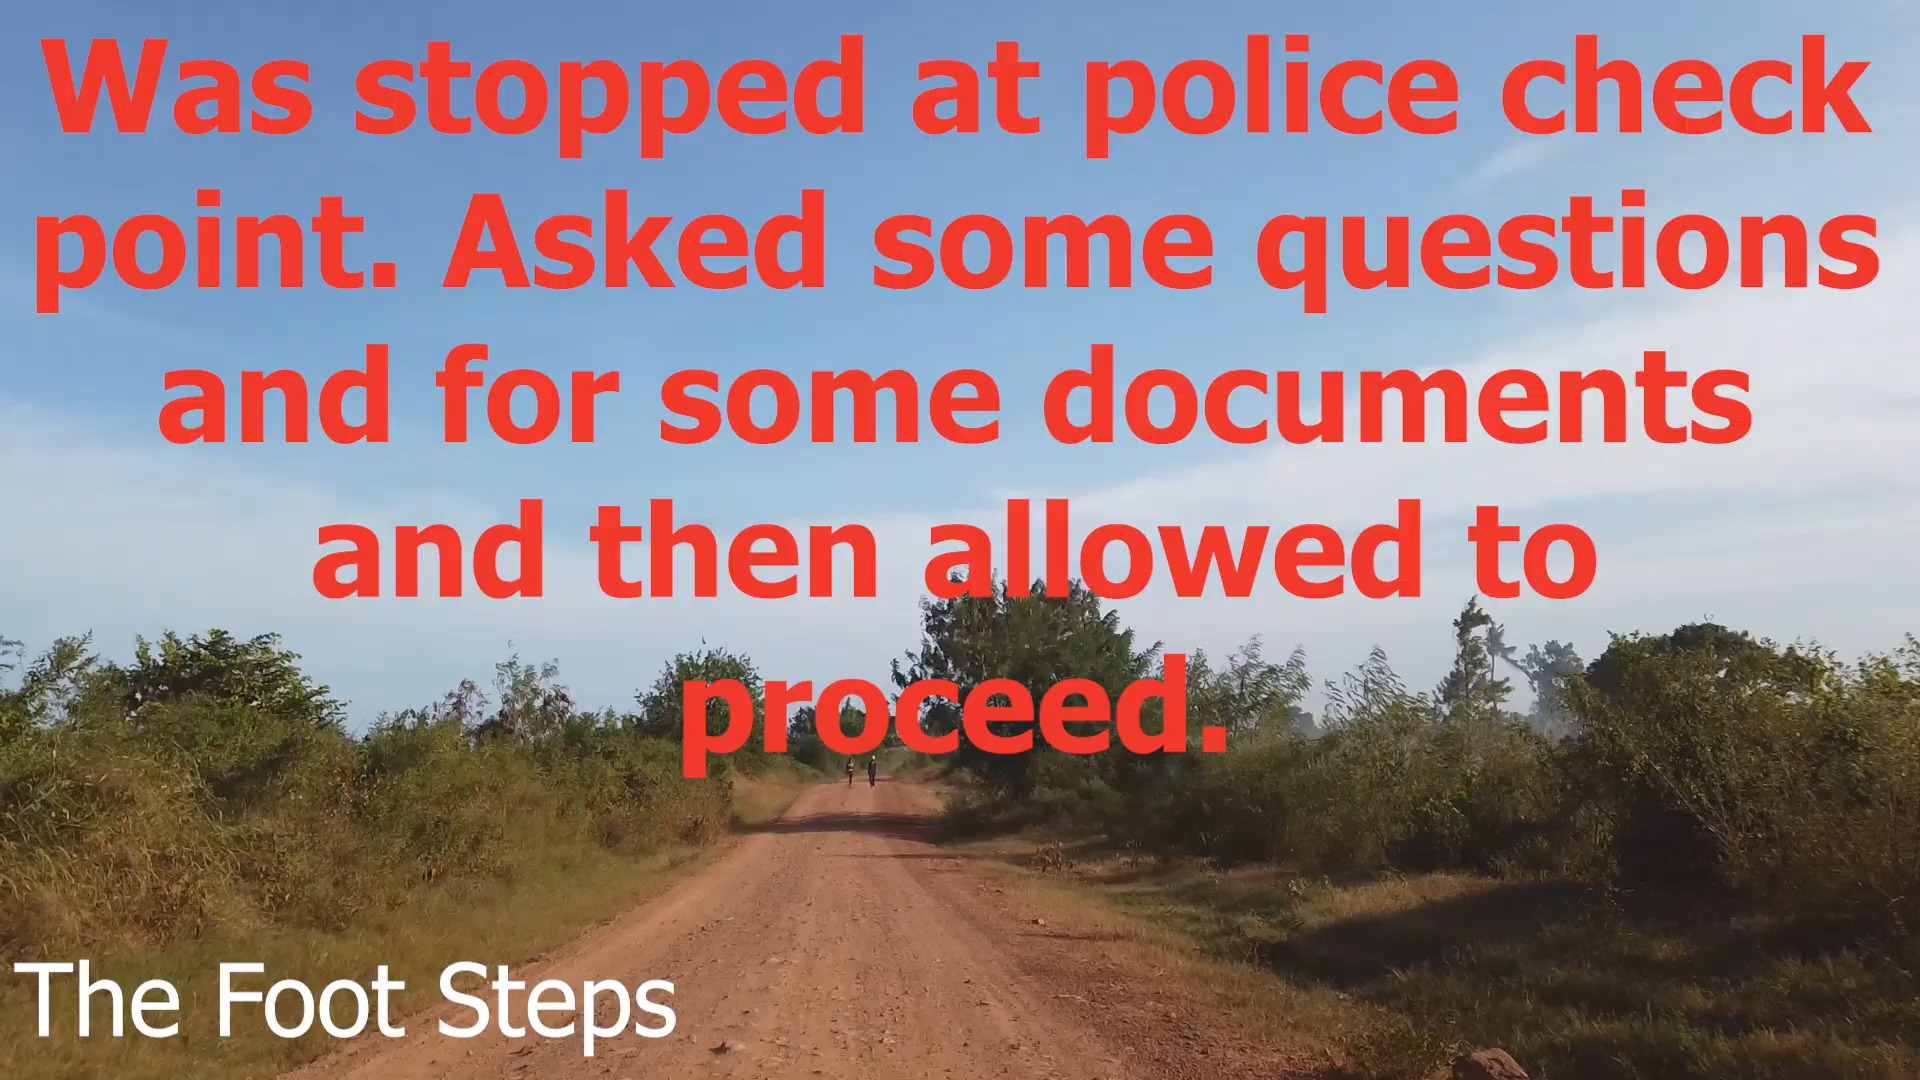 Was stopped at police check
point. Asked some questions
and for some documents
and then allowed to
proceed.
The Foot Steps